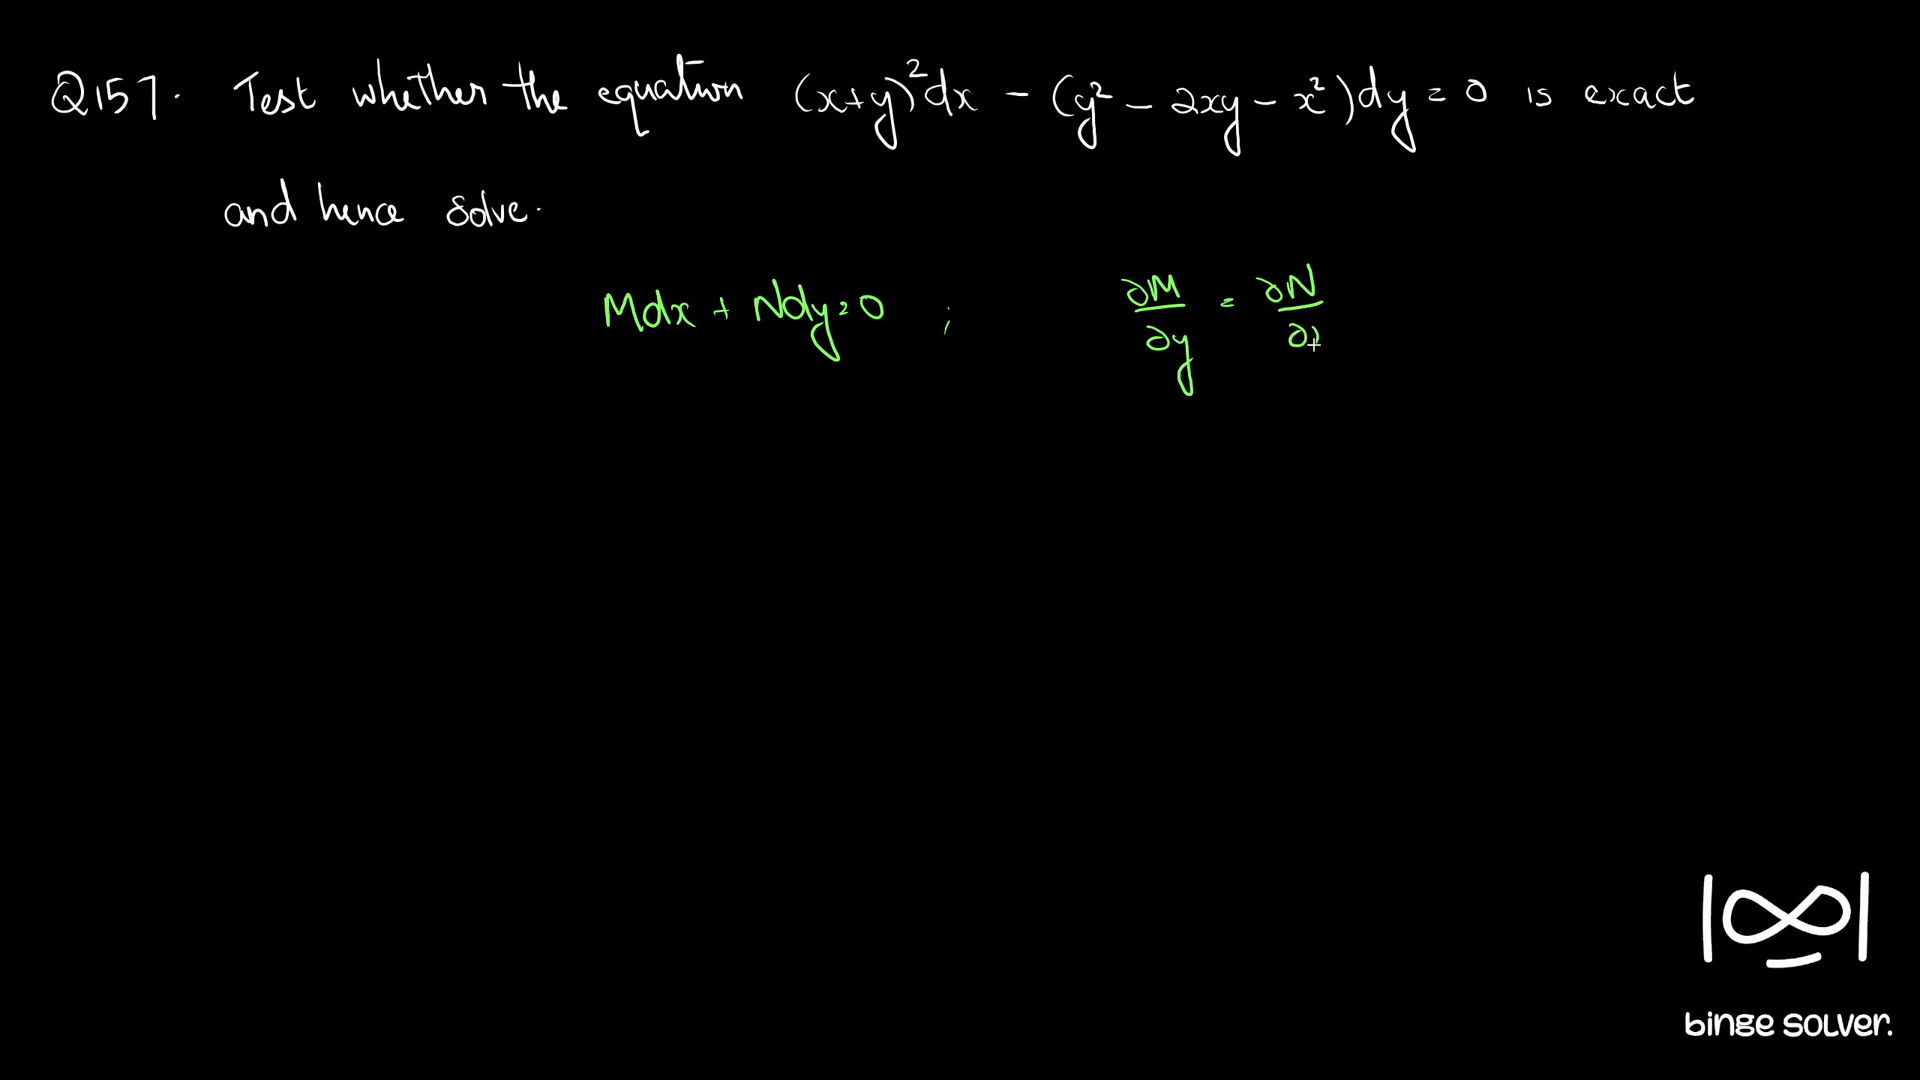 Q157. Test whether the equation (x+y)²dx - (y² - 2xy - x²)dy = 0 is exact
and hence solve.
Mdx + Ndy = 0 ; ∂M/∂y = ∂N/∂x
binge solver.